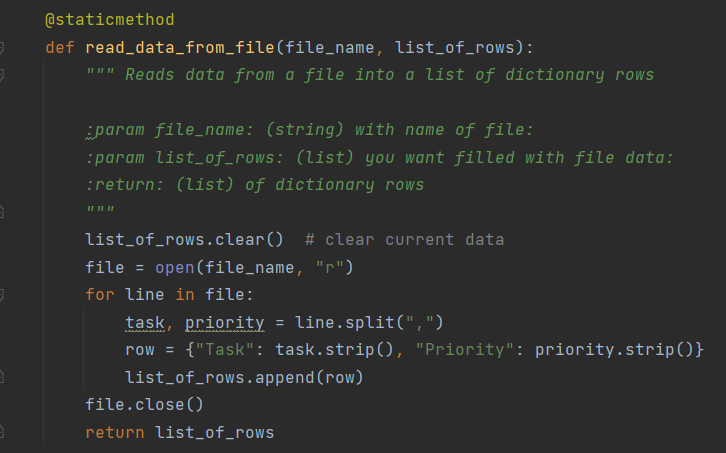 @staticmethod
def read_data_from_file(file_name, list_of_rows):
    """ Reads data from a file into a list of dictionary rows

    :param file_name: (string) with name of file:
    :param list_of_rows: (list) you want filled with file data:
    :return: (list) of dictionary rows
    """
    list_of_rows.clear()  # clear current data
    file = open(file_name, "r")
    for line in file:
        task, priority = line.split(",")
        row = {"Task": task.strip(), "Priority": priority.strip()}
        list_of_rows.append(row)
    file.close()
    return list_of_rows